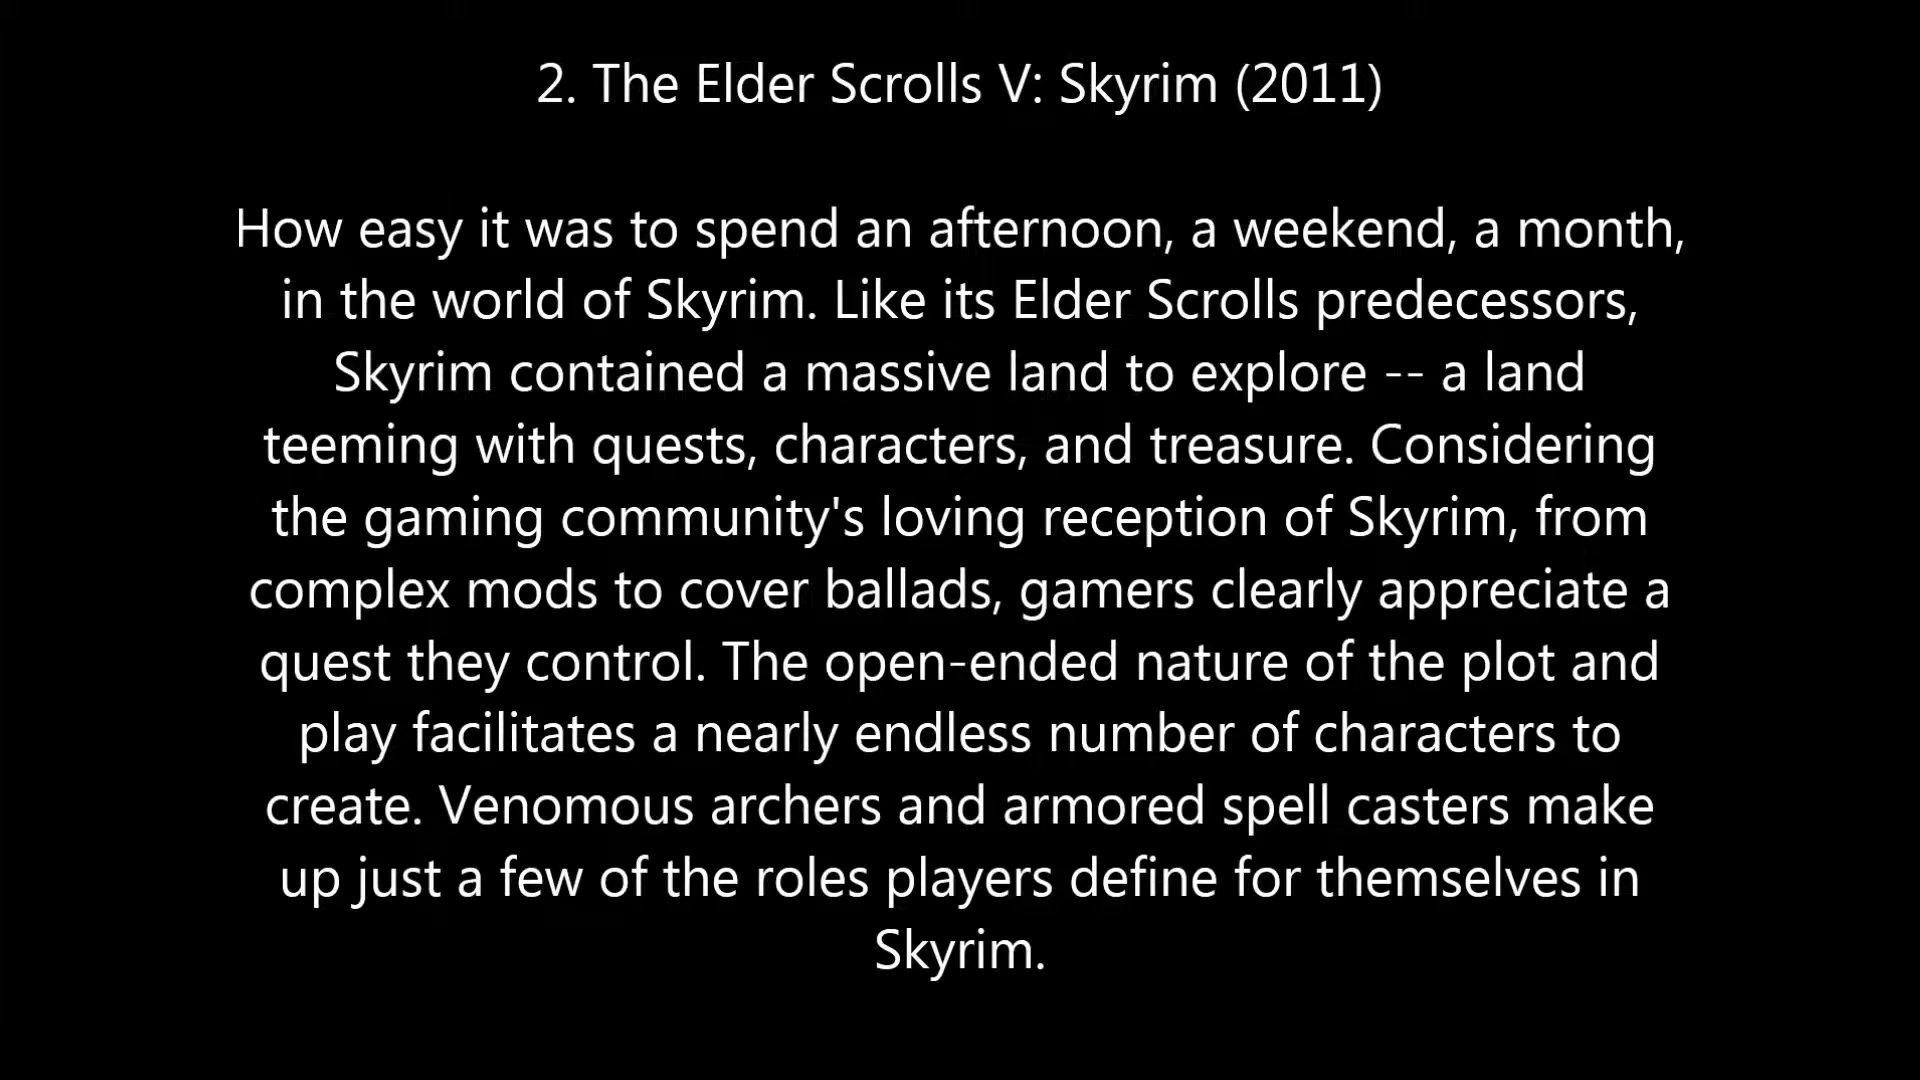 2. The Elder Scrolls V: Skyrim (2011)
How easy it was to spend an afternoon, a weekend, a month,
in the world of Skyrim. Like its Elder Scrolls predecessors,
Skyrim contained a massive land to explore -- a land
teeming with quests, characters, and treasure. Considering
the gaming community's loving reception of Skyrim, from
complex mods to cover ballads, gamers clearly appreciate a
quest they control. The open-ended nature of the plot and
play facilitates a nearly endless number of characters to
create. Venomous archers and armored spell casters make
up just a few of the roles players define for themselves in
Skyrim.